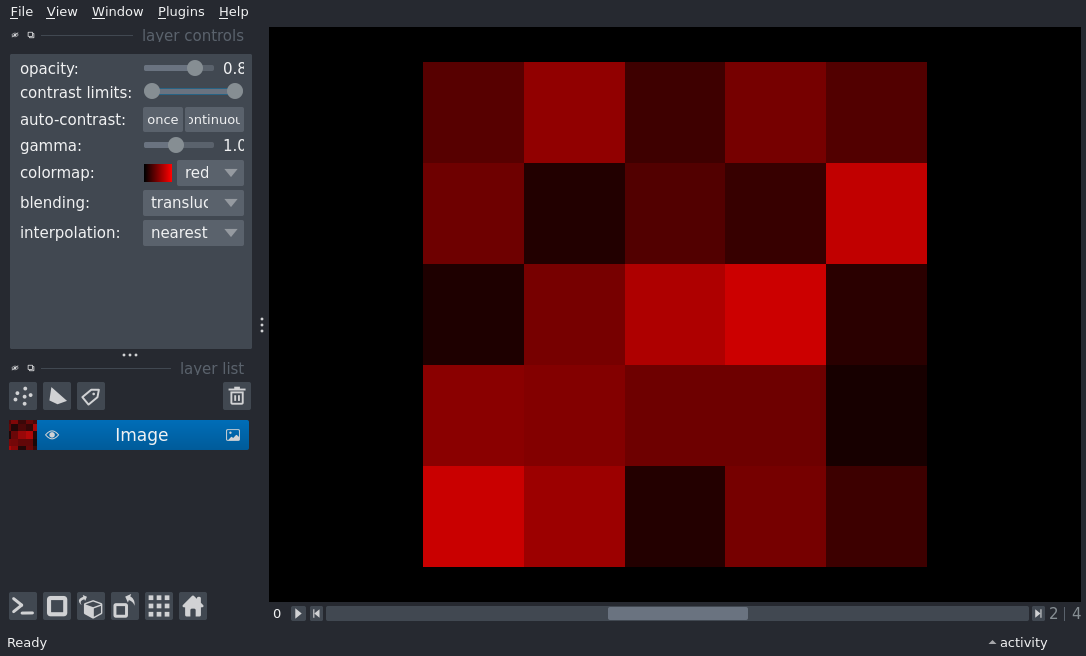 File View Window Plugins Help
layer controls
opacity: 0.8
contrast limits:
auto-contrast: once ontinuou
gamma: 1.0
colormap: red
blending: transluc
interpolation: nearest
layer list
Image
0 2 | 4
Ready activity